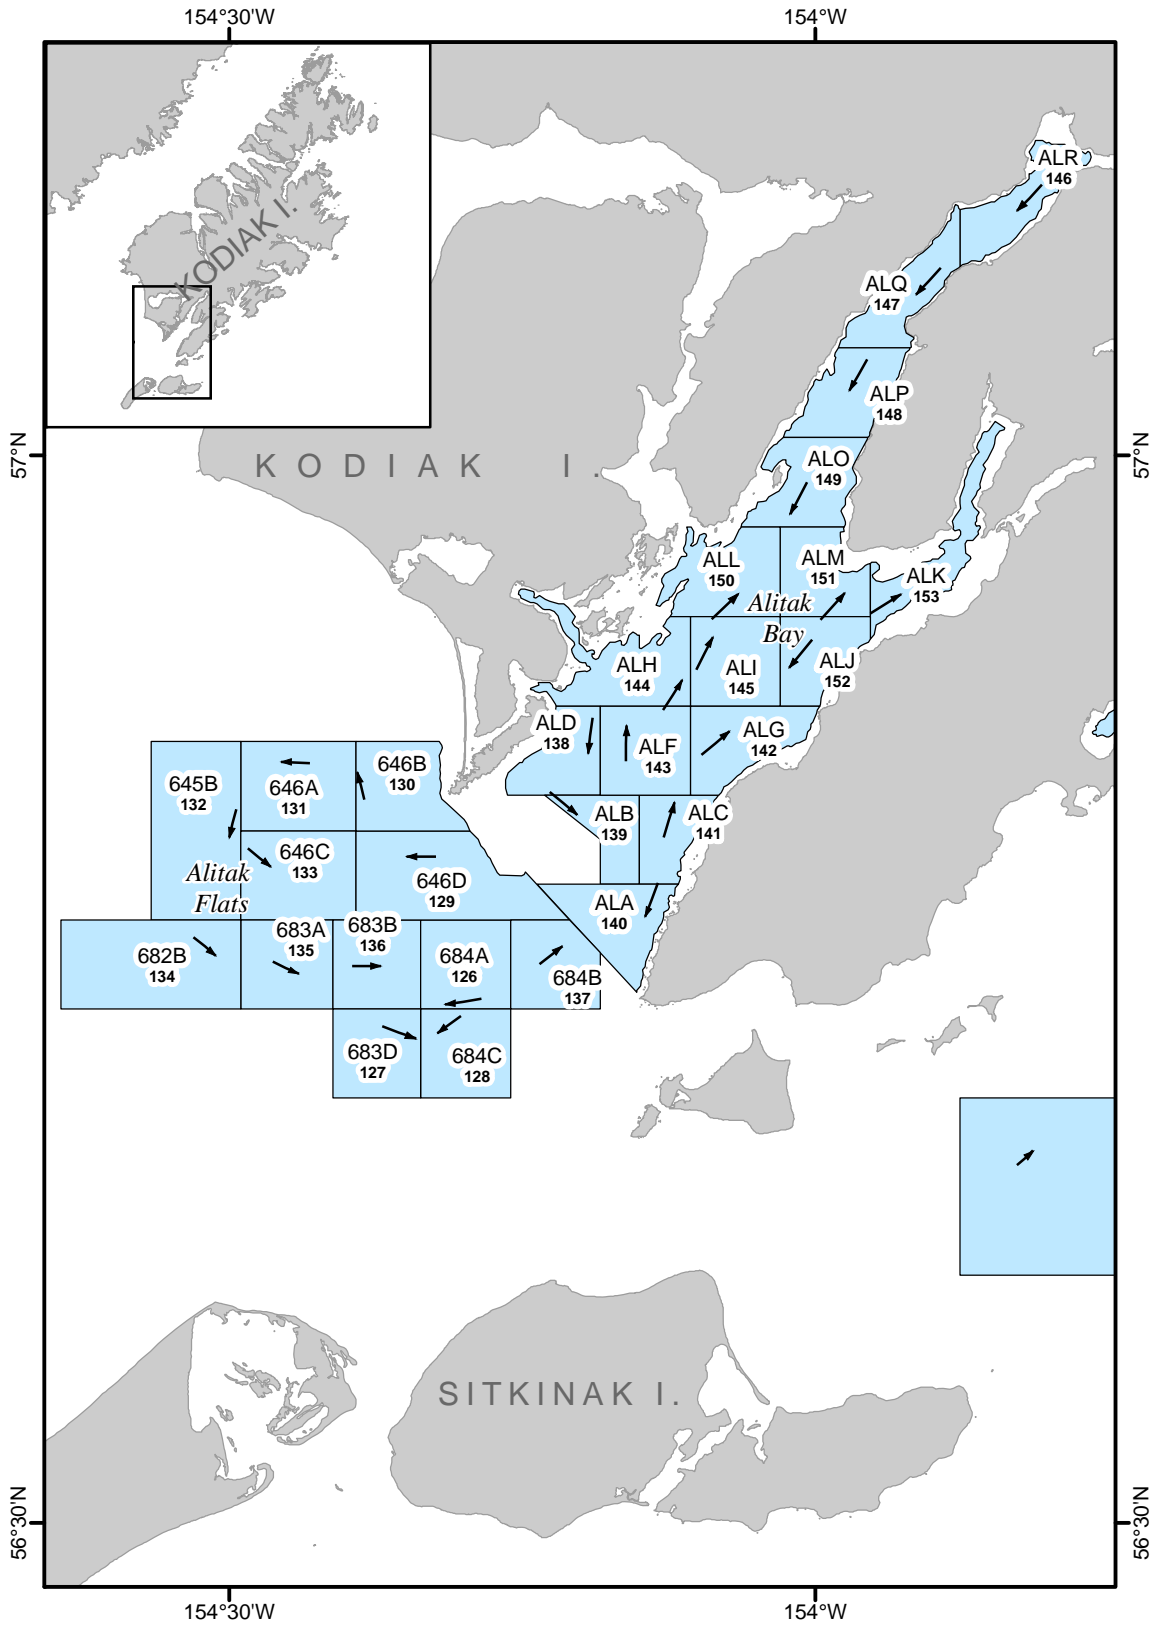 154°30'W
154°W
KODIAK I.
ALR
146
ALQ
147
ALP
148
57°N
57°N
KODIAK I.
ALO
149
ALL
150
ALM
151
ALK
153
Alitak
Bay
ALH
144
ALI
145
ALJ
152
ALD
138
ALF
143
ALG
142
645B
132
646A
131
646B
130
ALB
139
ALC
141
646C
133
646D
129
Alitak
Flats
ALA
140
682B
134
683A
135
683B
136
684A
126
684B
137
683D
127
684C
128
SITKINAK I.
56°30'N
56°30'N
154°30'W
154°W